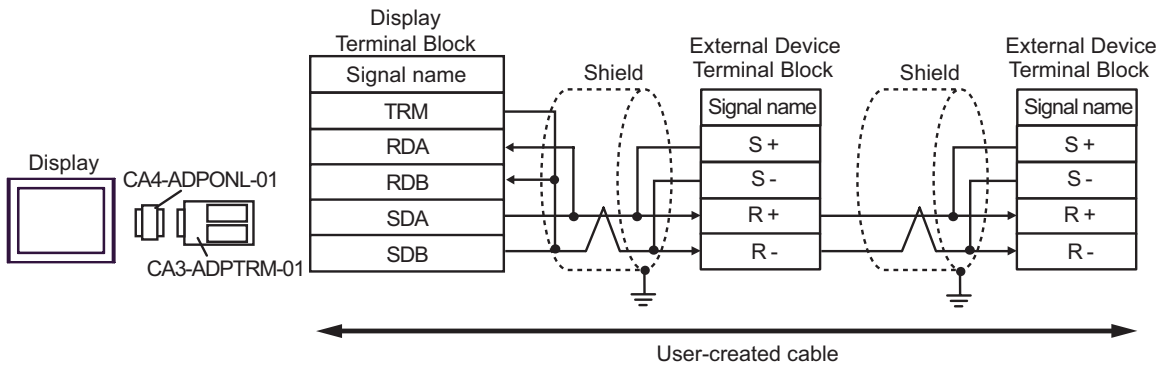 Display
CA4-ADPONL-01
CA3-ADPTRM-01
Display
Terminal Block
Signal name
TRM
RDA
RDB
SDA
SDB
Shield
External Device
Terminal Block
Signal name
S +
S -
R +
R -
Shield
External Device
Terminal Block
Signal name
S +
S -
R +
R -
User-created cable